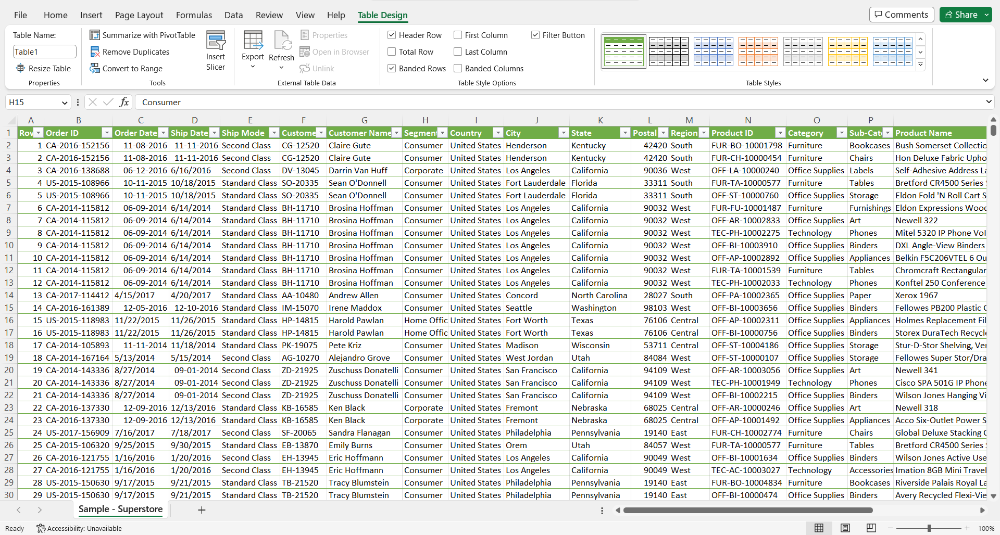 File Home Insert Page Layout Formulas Data Review View Help Table Design Comments Share
Table Name: Summarize with PivotTable Properties Header Row First Column Filter Button
Table1 Remove Duplicates Insert Slicer Export Refresh Open in Browser Total Row Last Column
Resize Table Convert to Range Unlink Banded Rows Banded Columns
Properties Tools External Table Data Table Style Options Table Styles
H15 fx Consumer
A B C D E F G H I J K L M N O P
1 Row Order ID Order Date Ship Date Ship Mode Custome Customer Name Segment Country City State Postal Region Product ID Category Sub-Cat Product Name
2 1 CA-2016-152156 11-08-2016 11-11-2016 Second Class CG-12520 Claire Gute Consumer United States Henderson Kentucky 42420 South FUR-BO-10001798 Furniture Bookcases Bush Somerset Collectio
3 2 CA-2016-152156 11-08-2016 11-11-2016 Second Class CG-12520 Claire Gute Consumer United States Henderson Kentucky 42420 South FUR-CH-10000454 Furniture Chairs Hon Deluxe Fabric Upho
4 3 CA-2016-138688 06-12-2016 6/16/2016 Second Class DV-13045 Darrin Van Huff Corporate United States Los Angeles California 90036 West OFF-LA-10000240 Office Supplies Labels Self-Adhesive Address La
5 4 US-2015-108966 10-11-2015 10/18/2015 Standard Class SO-20335 Sean O'Donnell Consumer United States Fort Lauderdale Florida 33311 South FUR-TA-10000577 Furniture Tables Bretford CR4500 Series S
6 5 US-2015-108966 10-11-2015 10/18/2015 Standard Class SO-20335 Sean O'Donnell Consumer United States Fort Lauderdale Florida 33311 South OFF-ST-10000760 Office Supplies Storage Eldon Fold 'N Roll Cart S
7 6 CA-2014-115812 06-09-2014 6/14/2014 Standard Class BH-11710 Brosina Hoffman Consumer United States Los Angeles California 90032 West FUR-FU-10001487 Furniture Furnishings Eldon Expressions Wood
8 7 CA-2014-115812 06-09-2014 6/14/2014 Standard Class BH-11710 Brosina Hoffman Consumer United States Los Angeles California 90032 West OFF-AR-10002833 Office Supplies Art Newell 322
9 8 CA-2014-115812 06-09-2014 6/14/2014 Standard Class BH-11710 Brosina Hoffman Consumer United States Los Angeles California 90032 West TEC-PH-10002275 Technology Phones Mitel 5320 IP Phone VoI
10 9 CA-2014-115812 06-09-2014 6/14/2014 Standard Class BH-11710 Brosina Hoffman Consumer United States Los Angeles California 90032 West OFF-BI-10003910 Office Supplies Binders DXL Angle-View Binders
11 10 CA-2014-115812 06-09-2014 6/14/2014 Standard Class BH-11710 Brosina Hoffman Consumer United States Los Angeles California 90032 West OFF-AP-10002892 Office Supplies Appliances Belkin F5C206VTEL 6 Ou
12 11 CA-2014-115812 06-09-2014 6/14/2014 Standard Class BH-11710 Brosina Hoffman Consumer United States Los Angeles California 90032 West FUR-TA-10001539 Furniture Tables Chromcraft Rectangular
13 12 CA-2014-115812 06-09-2014 6/14/2014 Standard Class BH-11710 Brosina Hoffman Consumer United States Los Angeles California 90032 West TEC-PH-10002033 Technology Phones Konftel 250 Conference
14 13 CA-2017-114412 4/15/2017 4/20/2017 Standard Class AA-10480 Andrew Allen Consumer United States Concord North Carolina 28027 South OFF-PA-10002365 Office Supplies Paper Xerox 1967
15 14 CA-2016-161389 12-05-2016 12-10-2016 Standard Class IM-15070 Irene Maddox Consumer United States Seattle Washington 98103 West OFF-BI-10003656 Office Supplies Binders Fellowes PB200 Plastic C
16 15 US-2015-118983 11/22/2015 11/26/2015 Standard Class HP-14815 Harold Pawlan Home Offic United States Fort Worth Texas 76106 Central OFF-AP-10002311 Office Supplies Appliances Holmes Replacement Fil
17 16 US-2015-118983 11/22/2015 11/26/2015 Standard Class HP-14815 Harold Pawlan Home Offic United States Fort Worth Texas 76106 Central OFF-BI-10000756 Office Supplies Binders Storex DuraTech Recycle
18 17 CA-2014-105893 11-11-2014 11/18/2014 Standard Class PK-19075 Pete Kriz Consumer United States Madison Wisconsin 53711 Central OFF-ST-10004186 Office Supplies Storage Stur-D-Stor Shelving, Ver
19 18 CA-2014-167164 5/13/2014 5/15/2014 Second Class AG-10270 Alejandro Grove Consumer United States West Jordan Utah 84084 West OFF-ST-10000107 Office Supplies Storage Fellowes Super Stor/Dra
20 19 CA-2014-143336 8/27/2014 09-01-2014 Second Class ZD-21925 Zuschuss Donatelli Consumer United States San Francisco California 94109 West OFF-AR-10003056 Office Supplies Art Newell 341
21 20 CA-2014-143336 8/27/2014 09-01-2014 Second Class ZD-21925 Zuschuss Donatelli Consumer United States San Francisco California 94109 West TEC-PH-10001949 Technology Phones Cisco SPA 501G IP Phone
22 21 CA-2014-143336 8/27/2014 09-01-2014 Second Class ZD-21925 Zuschuss Donatelli Consumer United States San Francisco California 94109 West OFF-BI-10002215 Office Supplies Binders Wilson Jones Hanging Vi
23 22 CA-2016-137330 12-09-2016 12/13/2016 Standard Class KB-16585 Ken Black Corporate United States Fremont Nebraska 68025 Central OFF-AR-10000246 Office Supplies Art Newell 318
24 23 CA-2016-137330 12-09-2016 12/13/2016 Standard Class KB-16585 Ken Black Corporate United States Fremont Nebraska 68025 Central OFF-AP-10001492 Office Supplies Appliances Acco Six-Outlet Power S
25 24 US-2017-156909 7/16/2017 7/18/2017 Second Class SF-20065 Sandra Flanagan Consumer United States Philadelphia Pennsylvania 19140 East FUR-CH-10002774 Furniture Chairs Global Deluxe Stacking C
26 25 CA-2015-106320 9/25/2015 9/30/2015 Standard Class EB-13870 Emily Burns Consumer United States Orem Utah 84057 West FUR-TA-10000577 Furniture Tables Bretford CR4500 Series S
27 26 CA-2016-121755 1/16/2016 1/20/2016 Second Class EH-13945 Eric Hoffmann Consumer United States Los Angeles California 90049 West OFF-BI-10001634 Office Supplies Binders Wilson Jones Active Use
28 27 CA-2016-121755 1/16/2016 1/20/2016 Second Class EH-13945 Eric Hoffmann Consumer United States Los Angeles California 90049 West TEC-AC-10003027 Technology Accessories Imation 8GB Mini Travel
29 28 US-2015-150630 9/17/2015 9/21/2015 Standard Class TB-21520 Tracy Blumstein Consumer United States Philadelphia Pennsylvania 19140 East FUR-BO-10004834 Furniture Bookcases Riverside Palais Royal La
30 29 US-2015-150630 9/17/2015 9/21/2015 Standard Class TB-21520 Tracy Blumstein Consumer United States Philadelphia Pennsylvania 19140 East OFF-BI-10000474 Office Supplies Binders Avery Recycled Flexi-Vie
Sample - Superstore
Ready Accessibility: Unavailable 100%